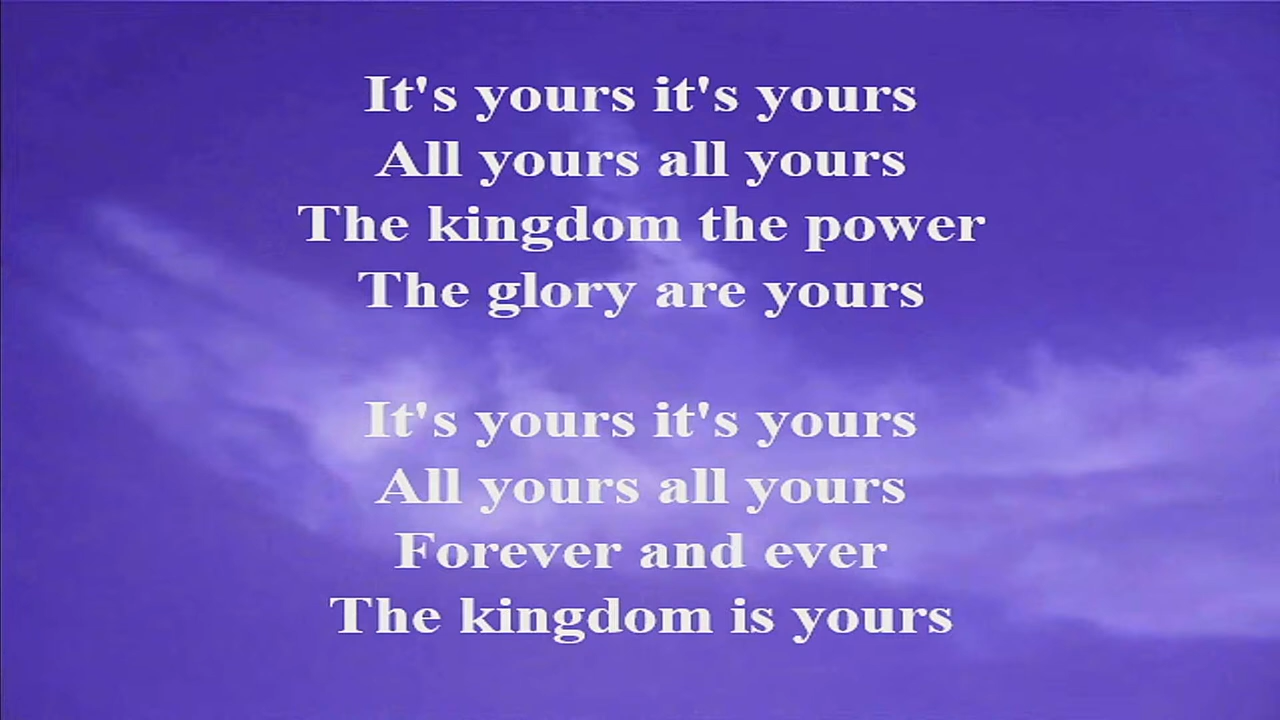 It's yours it's yours
All yours all yours
The kingdom the power
The glory are yours
It's yours it's yours
All yours all yours
Forever and ever
The kingdom is yours